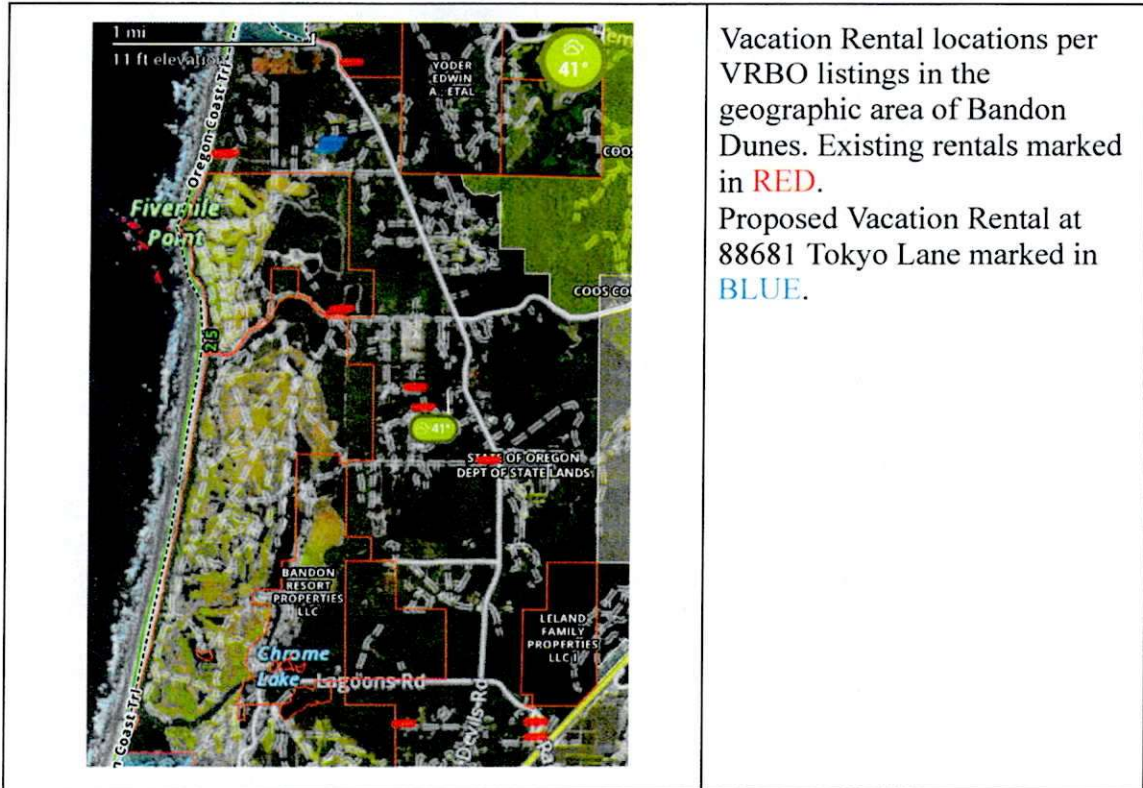 1 mi
11 ft elevation
Oregon Coast Trl
YODER
EDWIN
A., ETAL
41°
COOS
Fivemile
Point
COOS COU
25
41°
STATE OF OREGON
DEPT OF STATE LANDS
BANDON
RESORT
PROPERTIES
LLC
LELAND
FAMILY
PROPERTIES
LLC I
Chrome
Lake
Lagoons Rd
Devils Rd
n Coast Trl
Vacation Rental locations per
VRBO listings in the
geographic area of Bandon
Dunes. Existing rentals marked
in RED.
Proposed Vacation Rental at
88681 Tokyo Lane marked in
BLUE.